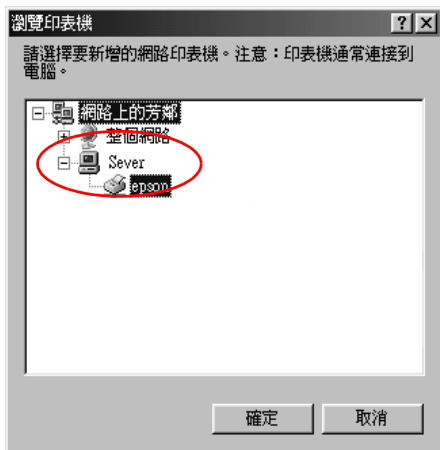 瀏覽印表機
請選擇要新增的網路印表機。注意：印表機通常連接到
電腦。
網路上的芳鄰
整個網路
Sever
epson
確定
取消